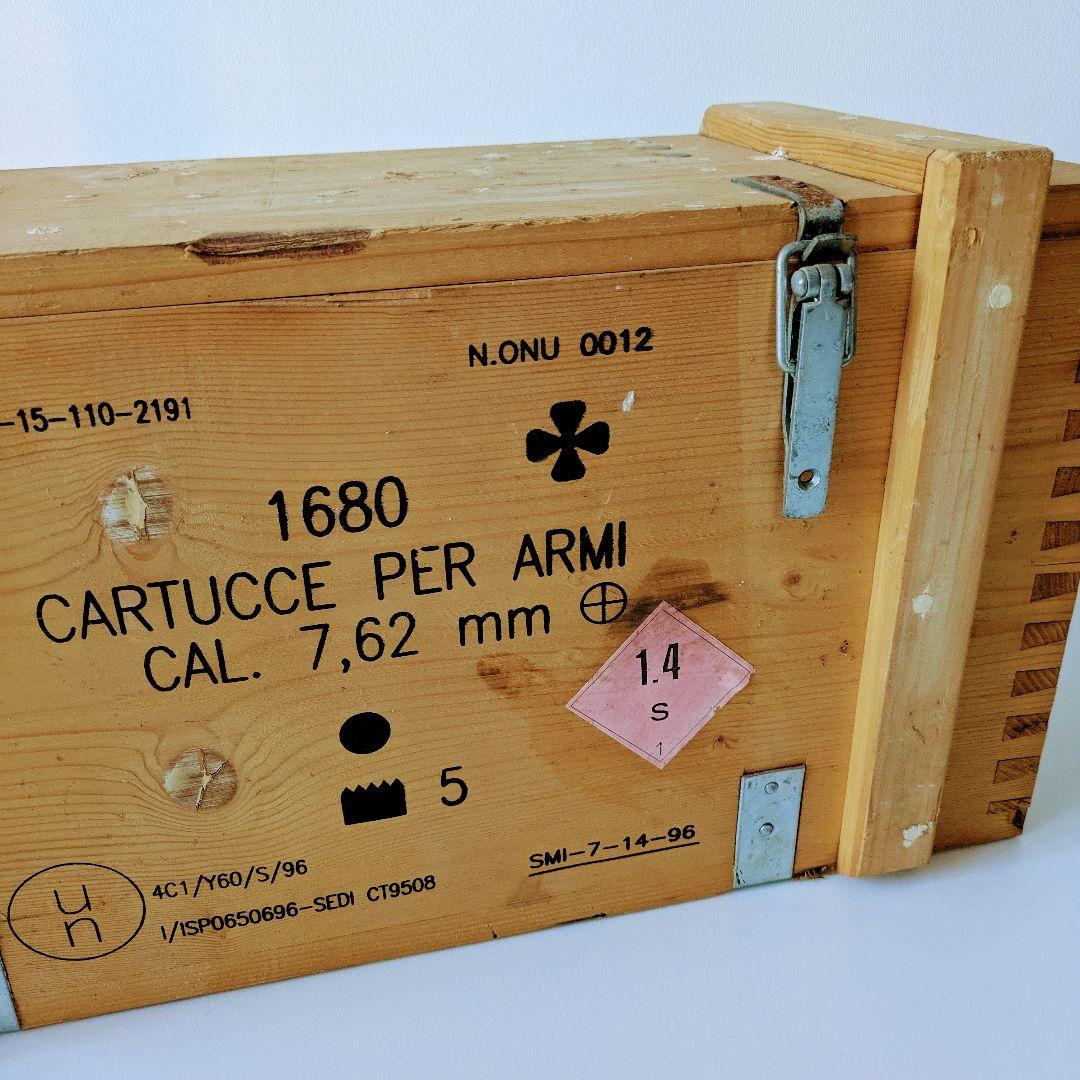 N.ONU 0012
-15-110-2191
1680
CARTUCCE PER ARMI
CAL. 7,62 mm
1.4
S
1
5
SMI-7-14-96
un
4C1/Y60/S/96
I/ISP0650696-SEDI CT9508